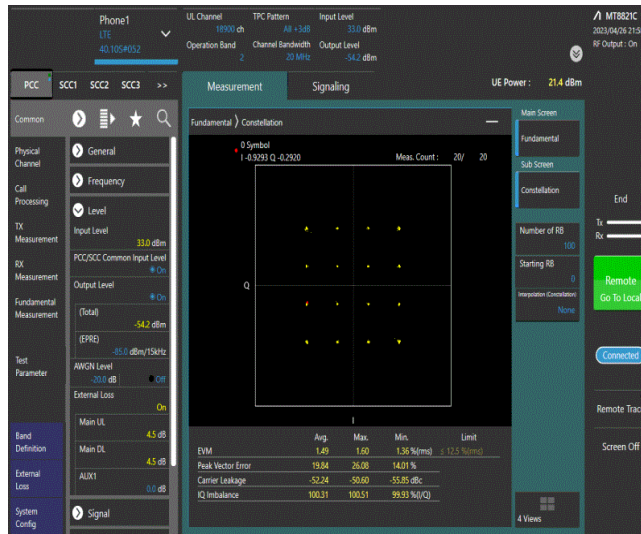 Phone1
LTE
40.10S#052
UL Channel
18900 ch
TPC Pattern
All +3dB
Input Level
33.0 dBm
Operation Band
2
Channel Bandwidth
20 MHz
Output Level
-54.2 dBm
MT8821C
2023/04/26 21:5
RF Output : On
PCC SCC1 SCC2 SCC3 >>
Measurement
Signaling
UE Power : 21.4 dBm
Common
Physical
Channel
Call
Processing
TX
Measurement
RX
Measurement
Fundamental
Measurement
Test
Parameter
Band
Definition
External
Loss
System
Config
General
Frequency
Level
Input Level
33.0 dBm
PCC/SCC Common Input Level
On
Output Level
On
(Total)
-54.2 dBm
(EPRE)
-85.0 dBm/15kHz
AWGN Level
-20.0 dB Off
External Loss
On
Main UL
4.5 dB
Main DL
4.5 dB
AUX1
0.0 dB
Signal
Fundamental 〉 Constellation
0 Symbol
I -0.9293 Q -0.2920
Meas. Count : 20/ 20
Q
I
Avg. Max. Min. Limit
EVM 1.49 1.60 1.36 %(rms) ≤ 12.5 %(rms)
Peak Vector Error 19.84 26.08 14.01 %
Carrier Leakage -52.24 -50.60 -55.85 dBc
IQ Imbalance 100.31 100.51 99.93 %(I/Q)
Main Screen
Fundamental
Sub Screen
Constellation
Number of RB
100
Starting RB
0
Interpolation (Constellation)
None
4 Views
End
Tx
Rx
Remote
Go To Local
Connected
Remote Trac
Screen Off